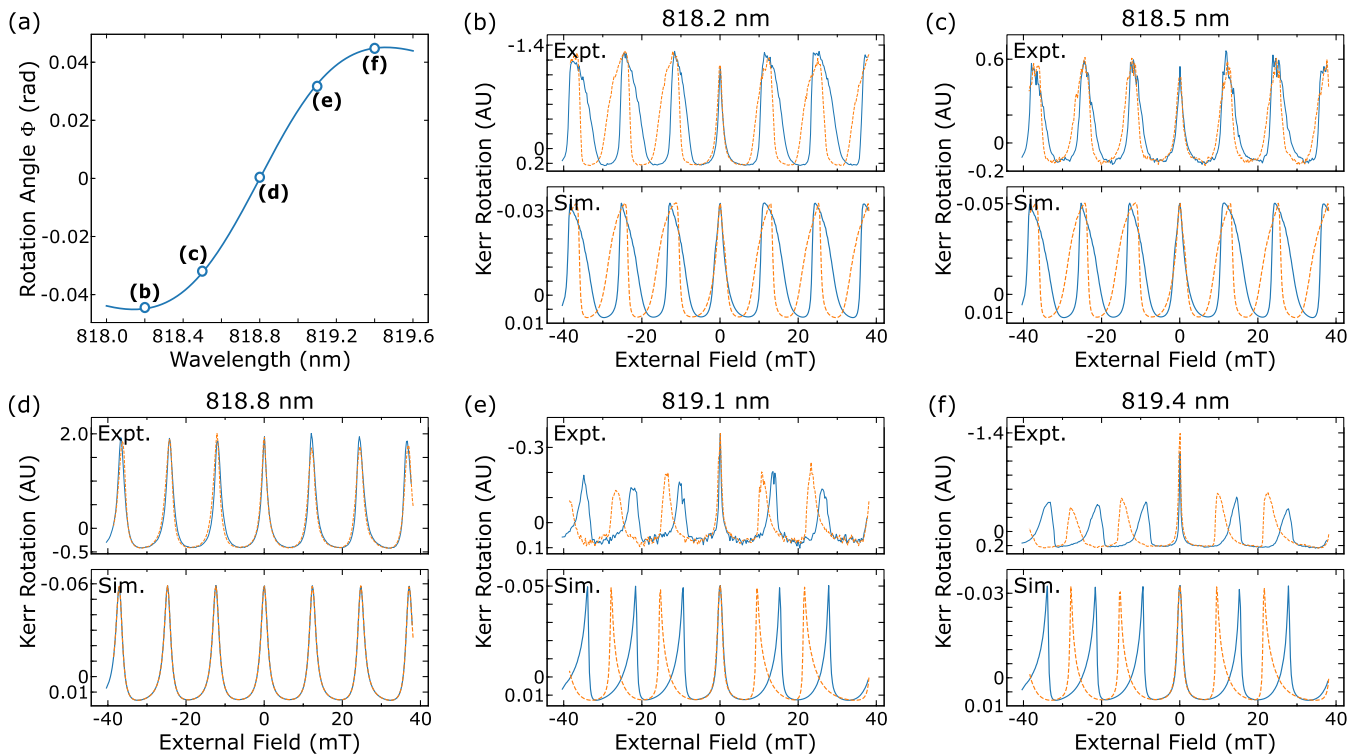 (a)
Rotation Angle Φ (rad)
0.04
0.02
0
-0.02
-0.04
(b)
(c)
(d)
(e)
(f)
818.0 818.4 818.8 819.2 819.6
Wavelength (nm)
(b)
818.2 nm
Kerr Rotation (AU)
Expt.
-1.4
0
0.2
Sim.
-0.03
0
0.01
-40 -20 0 20 40
External Field (mT)
(c)
818.5 nm
Kerr Rotation (AU)
Expt.
0.6
0
-0.2
Sim.
-0.05
0
0.01
-40 -20 0 20 40
External Field (mT)
(d)
818.8 nm
Kerr Rotation (AU)
Expt.
2.0
0
-0.5
Sim.
-0.06
0
0.01
-40 -20 0 20 40
External Field (mT)
(e)
819.1 nm
Kerr Rotation (AU)
Expt.
-0.3
0
0.1
Sim.
-0.05
0
0.01
-40 -20 0 20 40
External Field (mT)
(f)
819.4 nm
Kerr Rotation (AU)
Expt.
-1.4
0
0.2
Sim.
-0.03
0
0.01
-40 -20 0 20 40
External Field (mT)